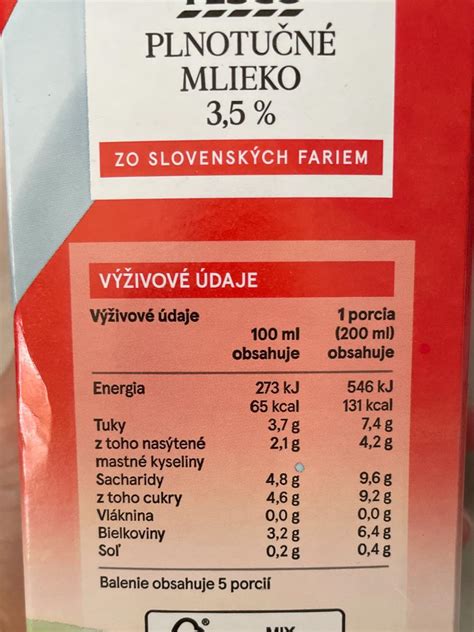 TESCO
PLNOTUČNÉ
MLIEKO
3,5 %
ZO SLOVENSKÝCH FARIEM
VÝŽIVOVÉ ÚDAJE
Výživové údaje 100 ml obsahuje 1 porcia (200 ml) obsahuje
Energia 273 kJ 546 kJ
65 kcal 131 kcal
Tuky 3,7 g 7,4 g
z toho nasýtené 2,1 g 4,2 g
mastné kyseliny
Sacharidy 4,8 g 9,6 g
z toho cukry 4,6 g 9,2 g
Vláknina 0,0 g 0,0 g
Bielkoviny 3,2 g 6,4 g
Soľ 0,2 g 0,4 g
Balenie obsahuje 5 porcií
MIX